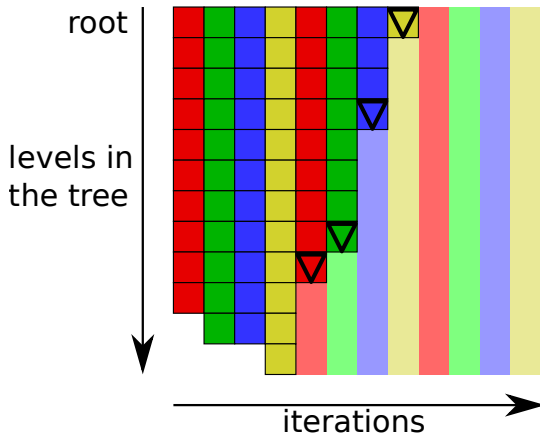 root
levels in
the tree
iterations